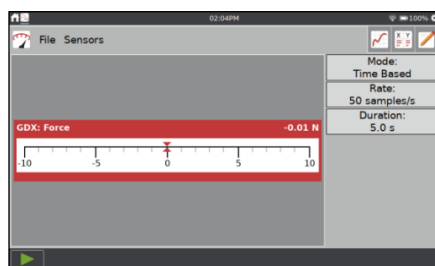 02:04PM 100%
File Sensors
X Y
Mode:
Time Based
Rate:
50 samples/s
Duration:
5.0 s
GDX: Force -0.01 N
-10 -5 0 5 10